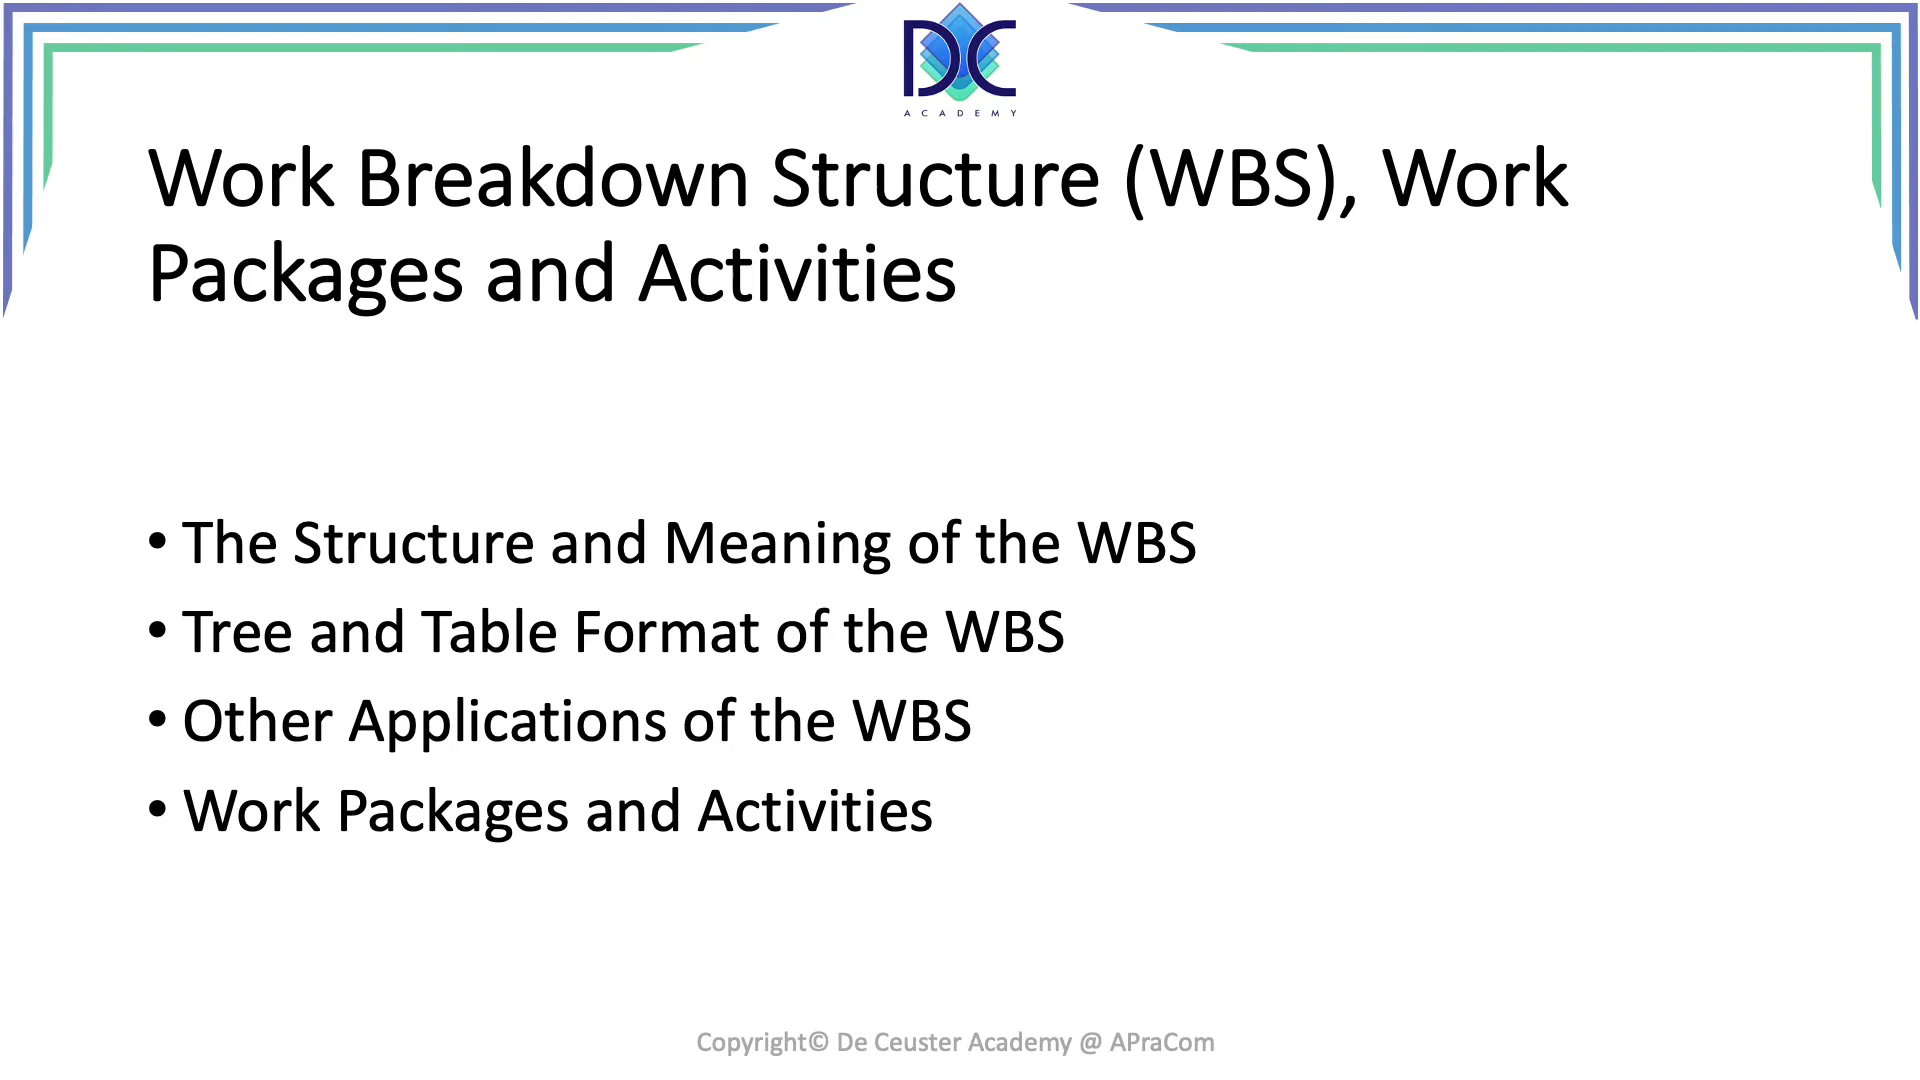 DC
ACADEMY
Work Breakdown Structure (WBS), Work
Packages and Activities
• The Structure and Meaning of the WBS
• Tree and Table Format of the WBS
• Other Applications of the WBS
• Work Packages and Activities
Copyright© De Ceuster Academy @ APraCom